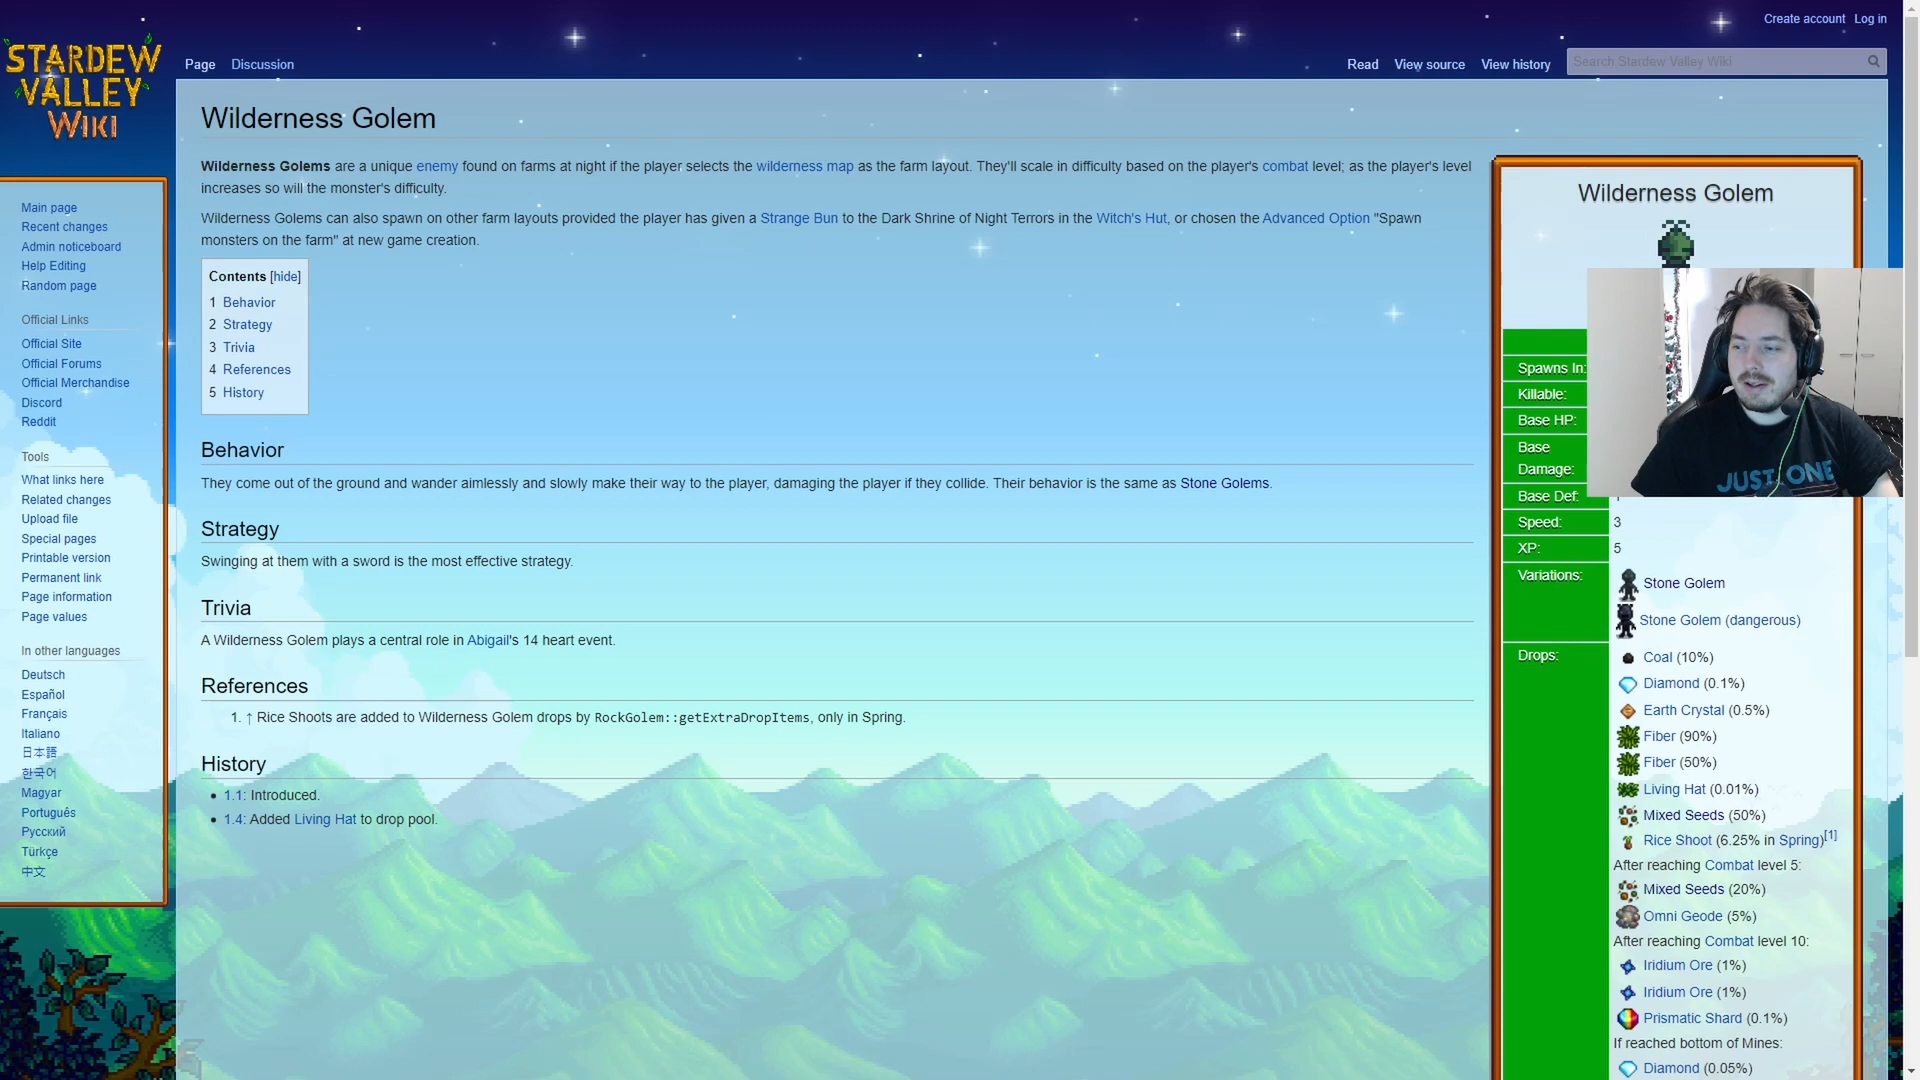 Create account Log in
STARDEW
VALLEY
WIKI
Page Discussion
Read View source View history
Search Stardew Valley Wiki
Main page
Recent changes
Admin noticeboard
Help Editing
Random page
Official Links
Official Site
Official Forums
Official Merchandise
Discord
Reddit
Tools
What links here
Related changes
Upload file
Special pages
Printable version
Permanent link
Page information
Page values
In other languages
Deutsch
Español
Français
Italiano
日本語
한국어
Magyar
Português
Русский
Türkçe
中文
Wilderness Golem
Wilderness Golems are a unique enemy found on farms at night if the player selects the wilderness map as the farm layout. They'll scale in difficulty based on the player's combat level; as the player's level
increases so will the monster's difficulty.
Wilderness Golems can also spawn on other farm layouts provided the player has given a Strange Bun to the Dark Shrine of Night Terrors in the Witch's Hut, or chosen the Advanced Option "Spawn
monsters on the farm" at new game creation.
Contents [hide]
1 Behavior
2 Strategy
3 Trivia
4 References
5 History
Behavior
They come out of the ground and wander aimlessly and slowly make their way to the player, damaging the player if they collide. Their behavior is the same as Stone Golems.
Strategy
Swinging at them with a sword is the most effective strategy.
Trivia
A Wilderness Golem plays a central role in Abigail's 14 heart event.
References
1. ↑ Rice Shoots are added to Wilderness Golem drops by RockGolem::getExtraDropItems, only in Spring.
History
• 1.1: Introduced.
• 1.4: Added Living Hat to drop pool.
Wilderness Golem
Spawns In:
Killable:
Base HP:
Base
Damage:
Base Def:
Speed: 3
XP: 5
Variations: Stone Golem
Stone Golem (dangerous)
Drops: Coal (10%)
Diamond (0.1%)
Earth Crystal (0.5%)
Fiber (90%)
Fiber (50%)
Living Hat (0.01%)
Mixed Seeds (50%)
Rice Shoot (6.25% in Spring)[1]
After reaching Combat level 5:
Mixed Seeds (20%)
Omni Geode (5%)
After reaching Combat level 10:
Iridium Ore (1%)
Iridium Ore (1%)
Prismatic Shard (0.1%)
If reached bottom of Mines:
Diamond (0.05%)
JUST ONE